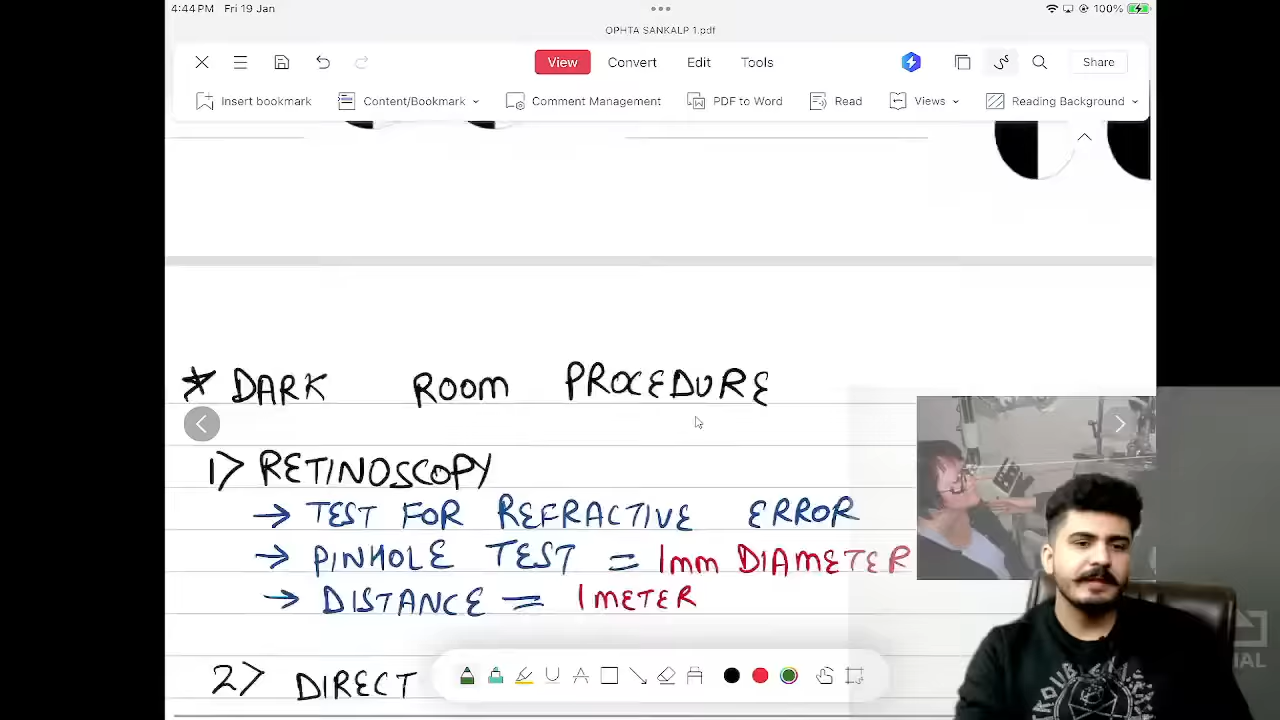 4:44 PM Fri 19 Jan
100%
OPHTA SANKALP 1.pdf
View Convert Edit Tools Share
Insert bookmark Content/Bookmark Comment Management PDF to Word Read Views Reading Background
* DARK ROOM PROCEDURE
1> RETINOSCOPY
→ TEST FOR REFRACTIVE ERROR
→ PINHOLE TEST = 1mm DIAMETER
→ DISTANCE = 1 METER
2> DIRECT